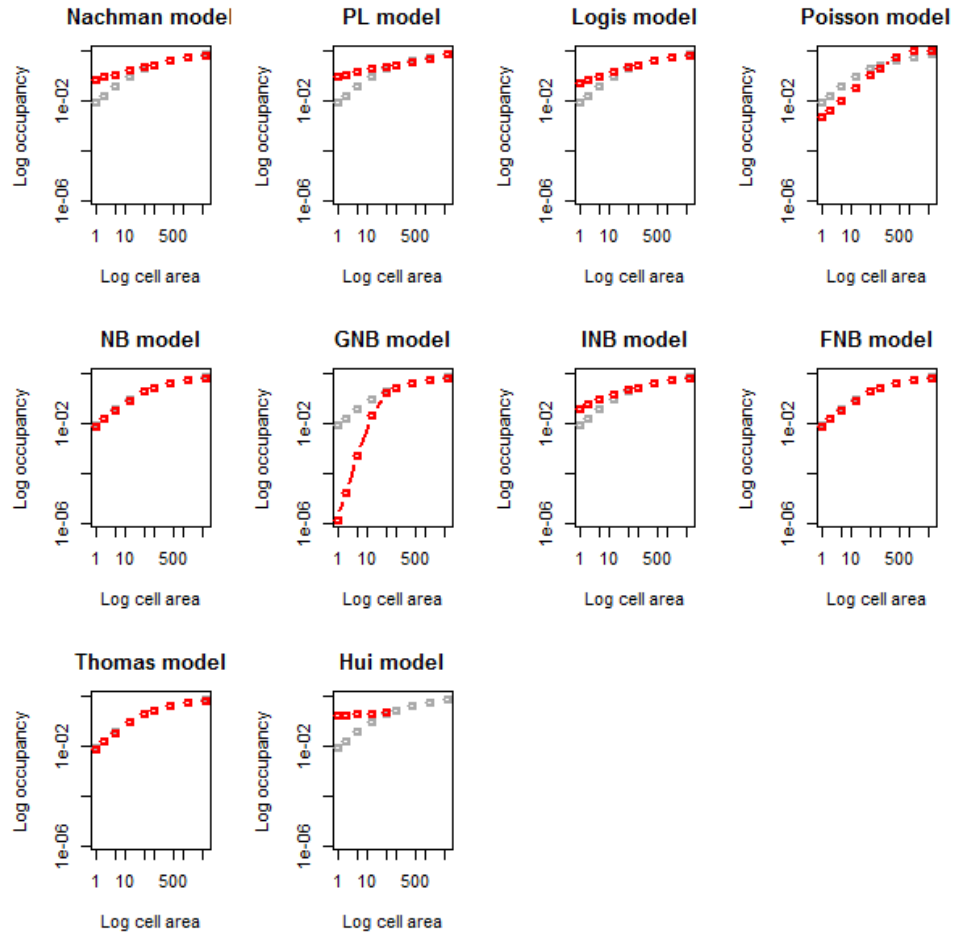 Nachman model
Log occupancy
1e-02
1e-06
1 10 500
Log cell area
PL model
Log occupancy
1e-02
1e-06
1 10 500
Log cell area
Logis model
Log occupancy
1e-02
1e-06
1 10 500
Log cell area
Poisson model
Log occupancy
1e-02
1e-06
1 10 500
Log cell area
NB model
Log occupancy
1e-02
1e-06
1 10 500
Log cell area
GNB model
Log occupancy
1e-02
1e-06
1 10 500
Log cell area
INB model
Log occupancy
1e-02
1e-06
1 10 500
Log cell area
FNB model
Log occupancy
1e-02
1e-06
1 10 500
Log cell area
Thomas model
Log occupancy
1e-02
1e-06
1 10 500
Log cell area
Hui model
Log occupancy
1e-02
1e-06
1 10 500
Log cell area